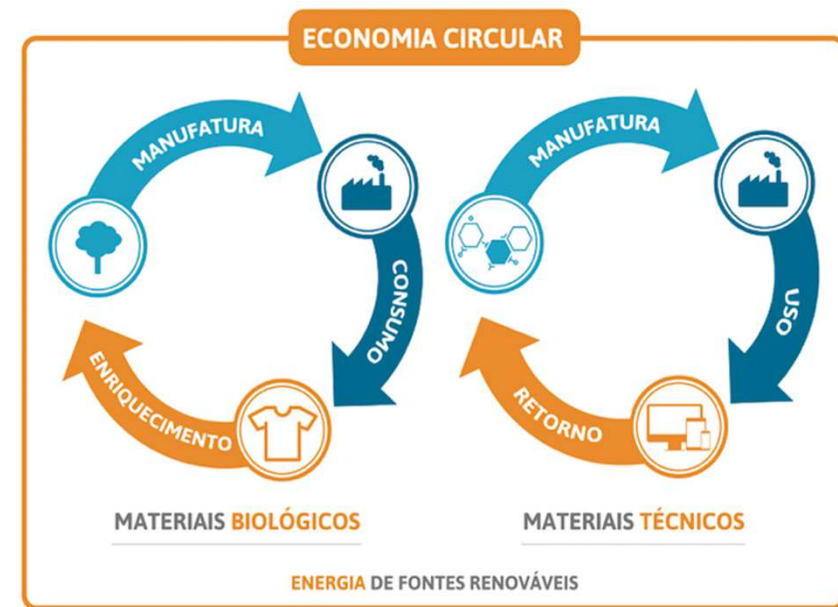 ECONOMIA CIRCULAR
MANUFATURA
CONSUMO
ENRIQUECIMENTO
MATERIAIS BIOLÓGICOS
MANUFATURA
USO
RETORNO
MATERIAIS TÉCNICOS
ENERGIA DE FONTES RENOVÁVEIS